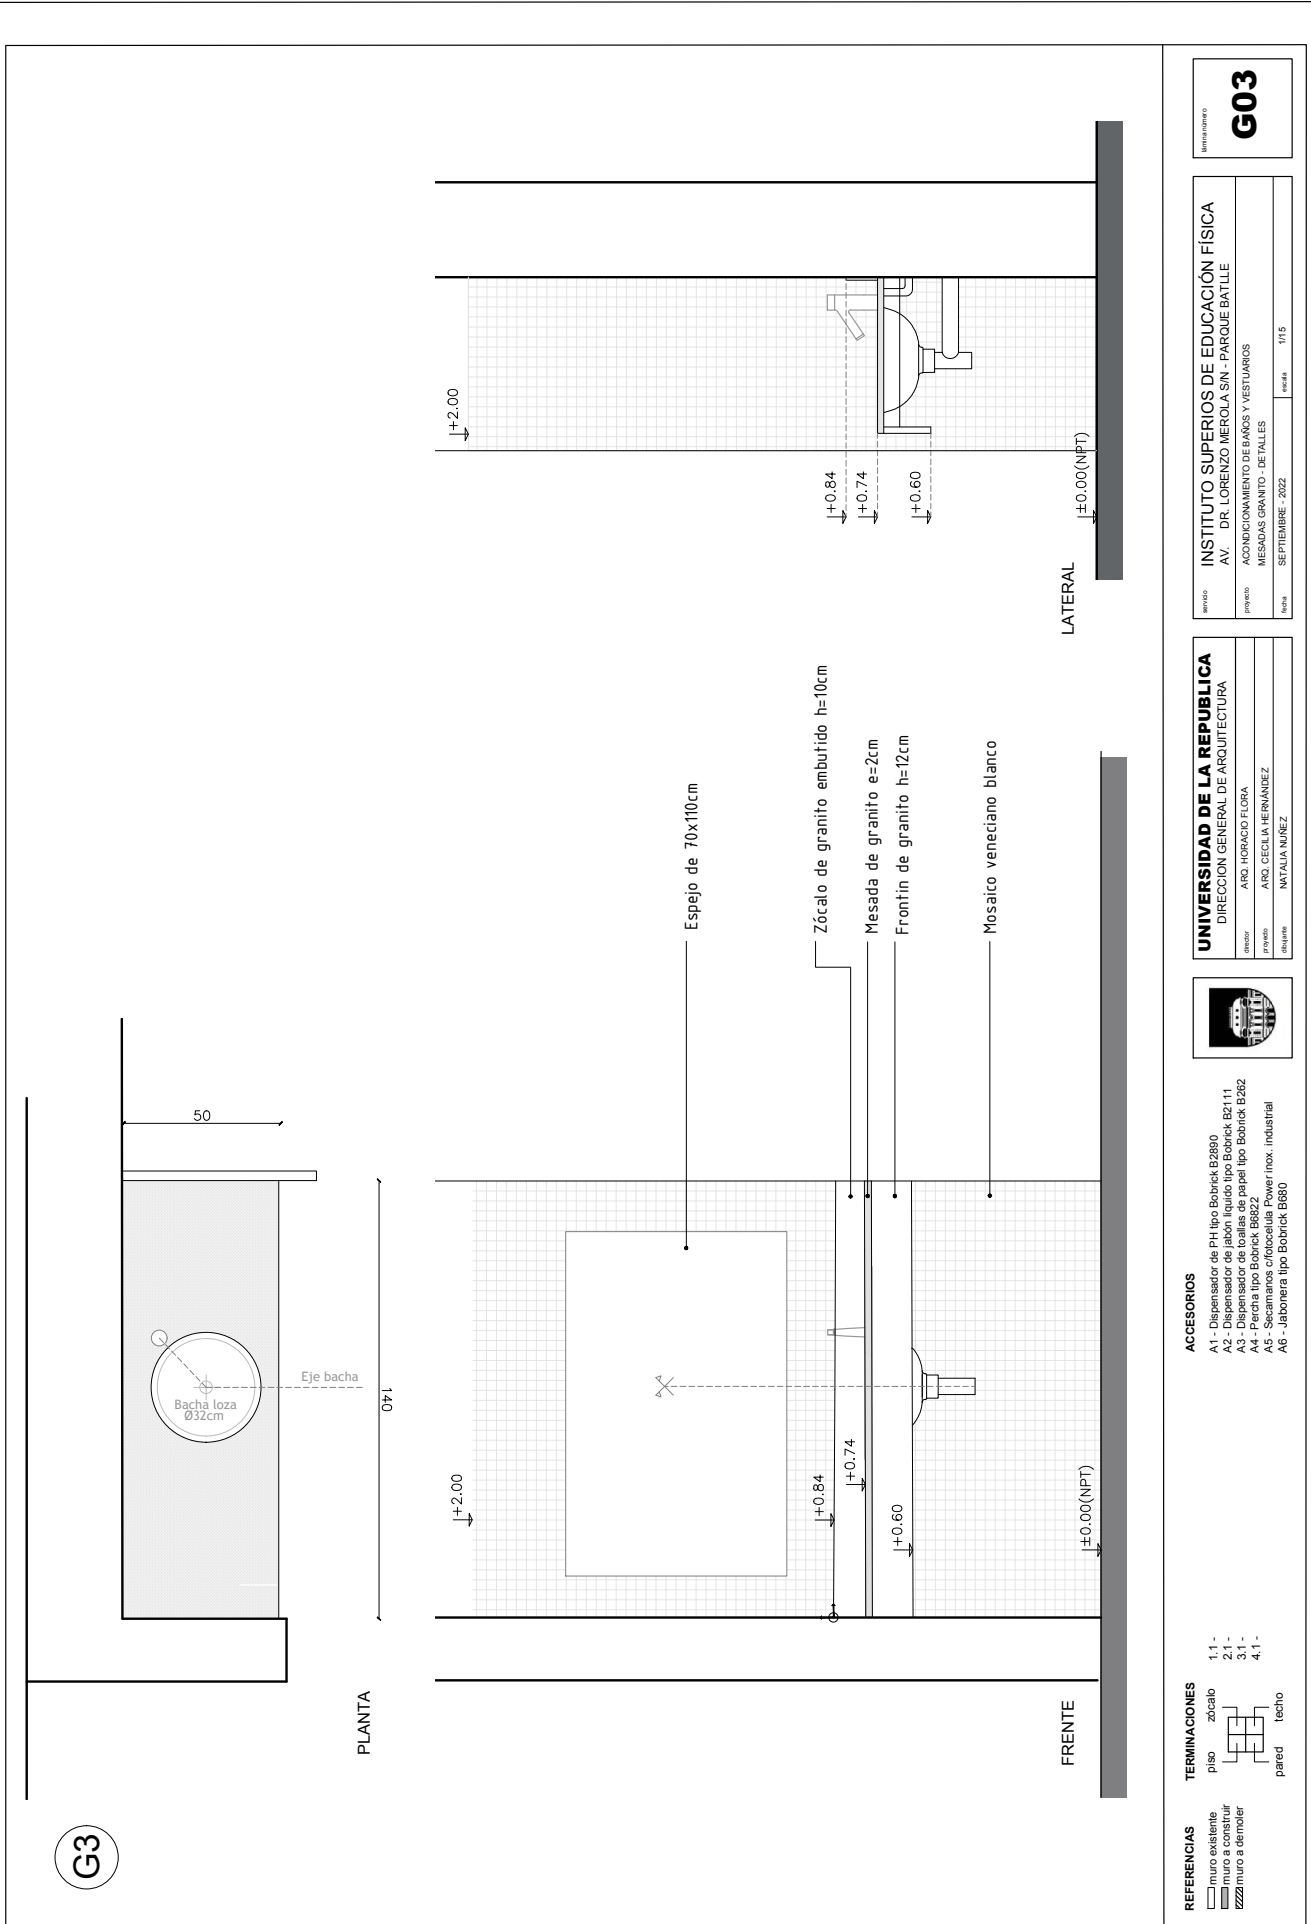 G3
PLANTA
Bacha loza
Ø32cm
Eje bacha
50
140
FRENTE
+2.00
+0.84
+0.74
+0.60
±0.00(NPT)
Espejo de 70x110cm
Zócalo de granito embutido h=10cm
Mesada de granito e=2cm
Frontin de granito h=12cm
Mosaico veneciano blanco
LATERAL
+2.00
+0.84
+0.74
+0.60
±0.00(NPT)
REFERENCIAS
muro existente
muro a construir
muro a demoler
TERMINACIONES
piso zócalo
pared techo
1.1 -
2.1 -
3.1 -
4.1 -
ACCESORIOS
A1 - Dispensador de PH tipo Bobrick B2890
A2 - Dispensador de jabón liquido tipo Bobrick B2111
A3 - Dispensador de toallas de papel tipo Bobrick B262
A4 - Percha tipo Bobrick B6822
A5 - Secamanos c/fotocelula Power inox. industrial
A6 - Jabonera tipo Bobrick B680
UNIVERSIDAD DE LA REPUBLICA
DIRECCION GENERAL DE ARQUITECTURA
director ARQ. HORACIO FLORA
proyecto ARQ. CECILIA HERNÁNDEZ
dibujante NATALIA NUÑEZ
servicio INSTITUTO SUPERIOS DE EDUCACIÓN FÍSICA
AV. DR. LORENZO MEROLA S/N - PARQUE BATLLE
proyecto ACONDICIONAMIENTO DE BAÑOS Y VESTUARIOS
MESADAS GRANITO - DETALLES
fecha SEPTIEMBRE - 2022 escala 1/15
lámina número
G03